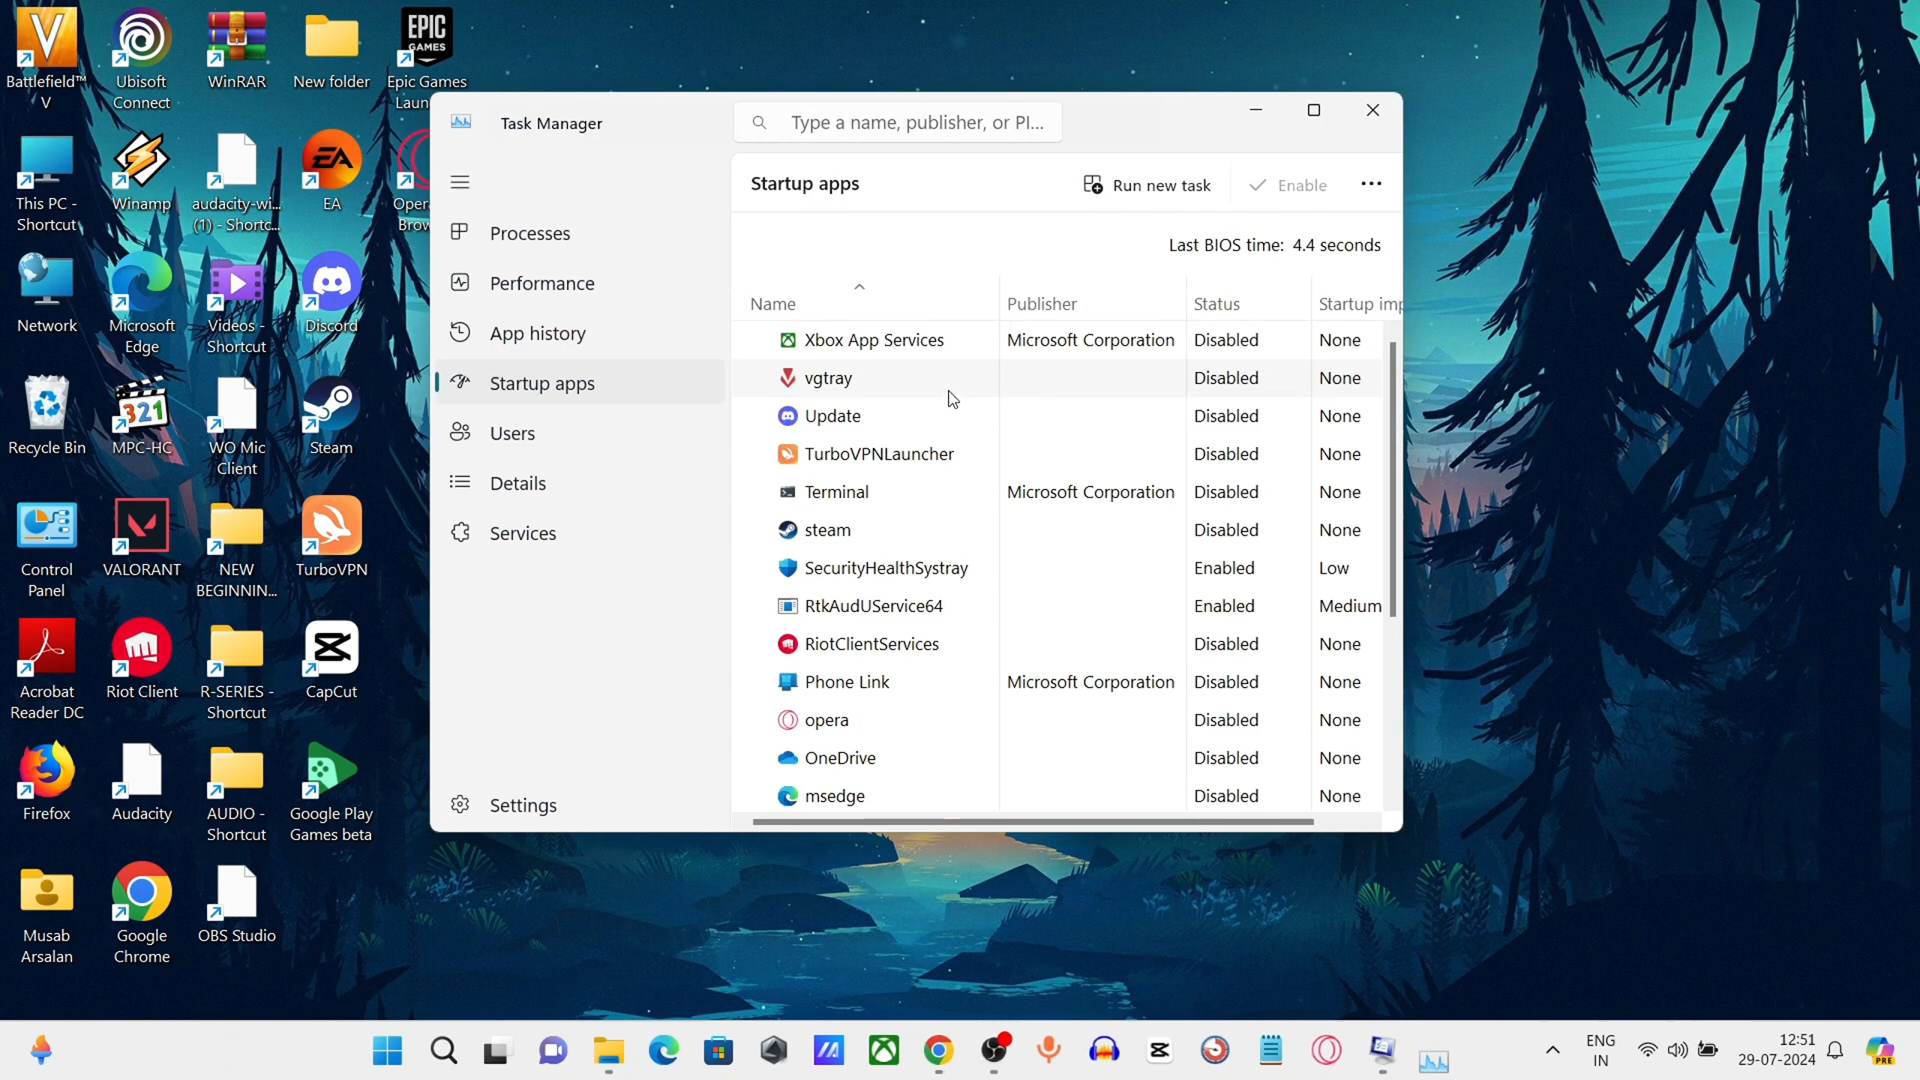 Battlefield™
V
Ubisoft
Connect
WinRAR
New folder
EPIC
GAMES
Epic Games
Laun
This PC -
Shortcut
Winamp
audacity-wi...
(1) - Shortc...
EA
EA
Oper
Brow
Network
Microsoft
Edge
Videos -
Shortcut
Discord
Recycle Bin
321
MPC-HC
WO Mic
Client
Steam
Control
Panel
VALORANT
NEW
BEGINNIN...
TurboVPN
Acrobat
Reader DC
Riot Client
R-SERIES -
Shortcut
CapCut
Firefox
Audacity
AUDIO -
Shortcut
Google Play
Games beta
Musab
Arsalan
Google
Chrome
OBS Studio
Task Manager
Type a name, publisher, or PI...
Processes
Performance
App history
Startup apps
Users
Details
Services
Settings
Startup apps
Run new task
Enable
Last BIOS time: 4.4 seconds
Name Publisher Status Startup imp
Xbox App Services Microsoft Corporation Disabled None
vgtray Disabled None
Update Disabled None
TurboVPNLauncher Disabled None
Terminal Microsoft Corporation Disabled None
steam Disabled None
SecurityHealthSystray Enabled Low
RtkAudUService64 Enabled Medium
RiotClientServices Disabled None
Phone Link Microsoft Corporation Disabled None
opera Disabled None
OneDrive Disabled None
msedge Disabled None
ENG
IN
12:51
29-07-2024
PRE